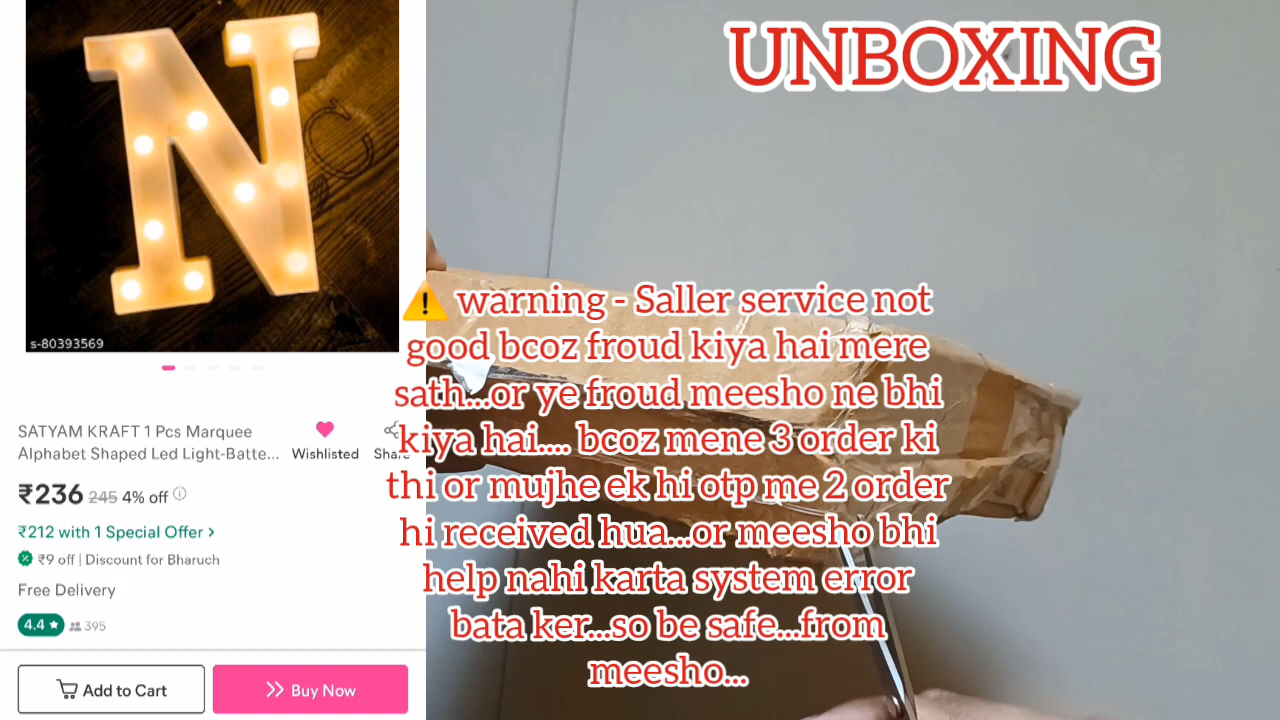 UNBOXING
s-80393569
SATYAM KRAFT 1 Pcs Marquee
Alphabet Shaped Led Light-Batte...
Wishlisted
Share
₹236 245 4% off
₹212 with 1 Special Offer >
₹9 off | Discount for Bharuch
Free Delivery
4.4 ★ 395
Add to Cart
Buy Now
⚠️ warning - Saller service not
good bcoz froud kiya hai mere
sath...or ye froud meesho ne bhi
kiya hai.... bcoz mene 3 order ki
thi or mujhe ek hi otp me 2 order
hi received hua...or meesho bhi
help nahi karta system error
bata ker...so be safe...from
meesho...